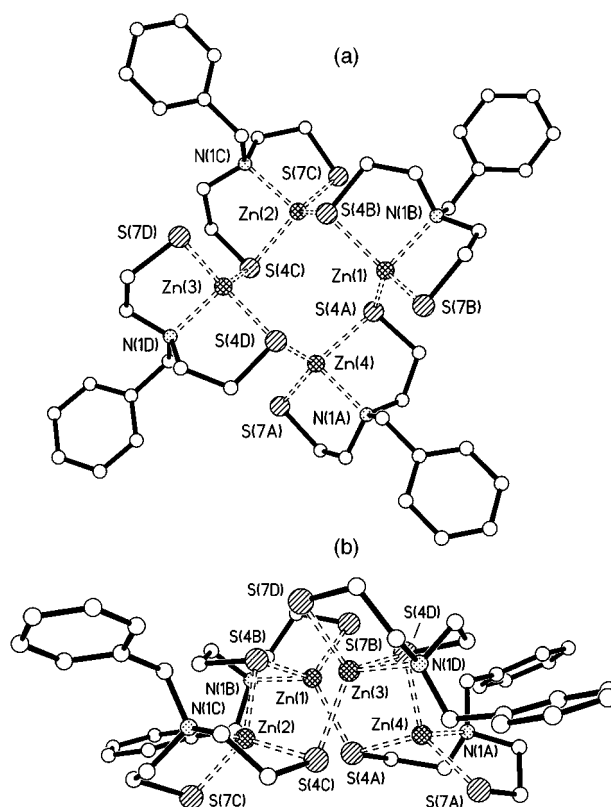 (a)
N(1C)
S(7C)
S(4B)
N(1B)
Zn(2)
S(7D)
S(4C)
Zn(1)
Zn(3)
S(4A)
S(7B)
S(4D)
N(1D)
Zn(4)
S(7A)
N(1A)
(b)
S(7D)
S(4D)
S(4B)
S(7B)
N(1D)
N(1B)
Zn(1)
Zn(3)
N(1C)
Zn(2)
Zn(4)
N(1A)
S(4C)
S(4A)
S(7C)
S(7A)